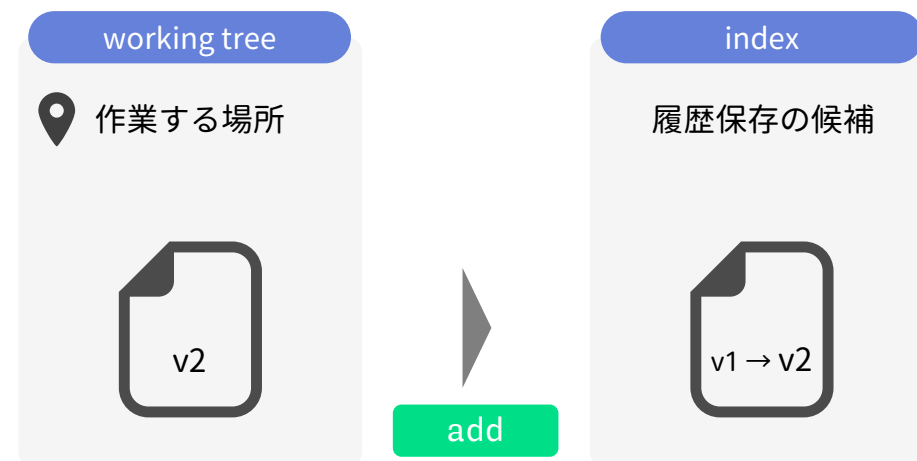 working tree
作業する場所
v2
add
index
履歴保存の候補
v1 → v2